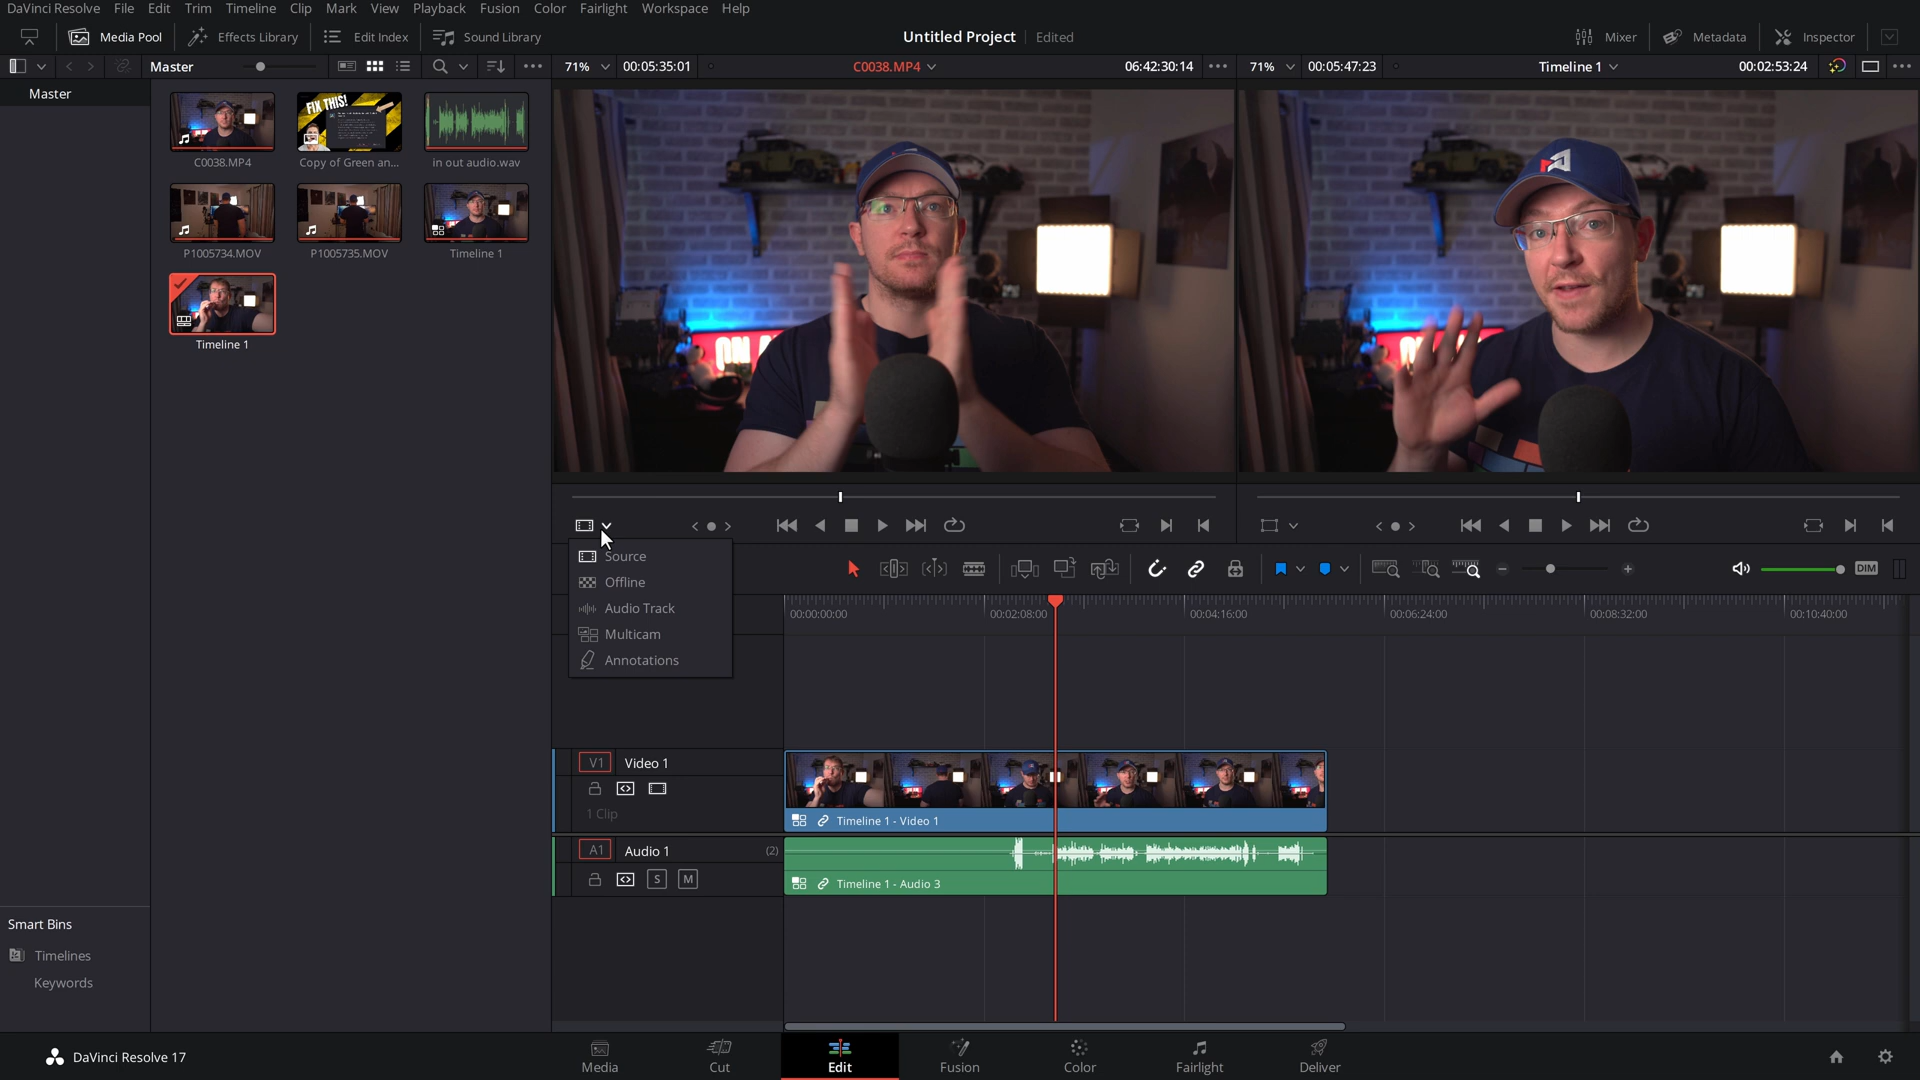 DaVinci Resolve File Edit Trim Timeline Clip Mark View Playback Fusion Color Fairlight Workspace Help
Media Pool Effects Library Edit Index Sound Library Untitled Project Edited Mixer Metadata Inspector
Master 71% 00:05:35:01 C0038.MP4 06:42:30:14 71% 00:05:47:23 Timeline 1 00:02:53:24
Master
FIX THIS!
C0038.MP4 Copy of Green an... in out audio.wav
P1005734.MOV P1005735.MOV Timeline 1
Timeline 1
ON A
Source
Offline
Audio Track
Multicam
Annotations
DIM
00:00:00:00 00:02:08:00 00:04:16:00 00:06:24:00 00:08:32:00 00:10:40:00
V1 Video 1
1 Clip
Timeline 1 - Video 1
A1 Audio 1 (2)
S M
Timeline 1 - Audio 3
Smart Bins
Timelines
Keywords
DaVinci Resolve 17
Media Cut Edit Fusion Color Fairlight Deliver